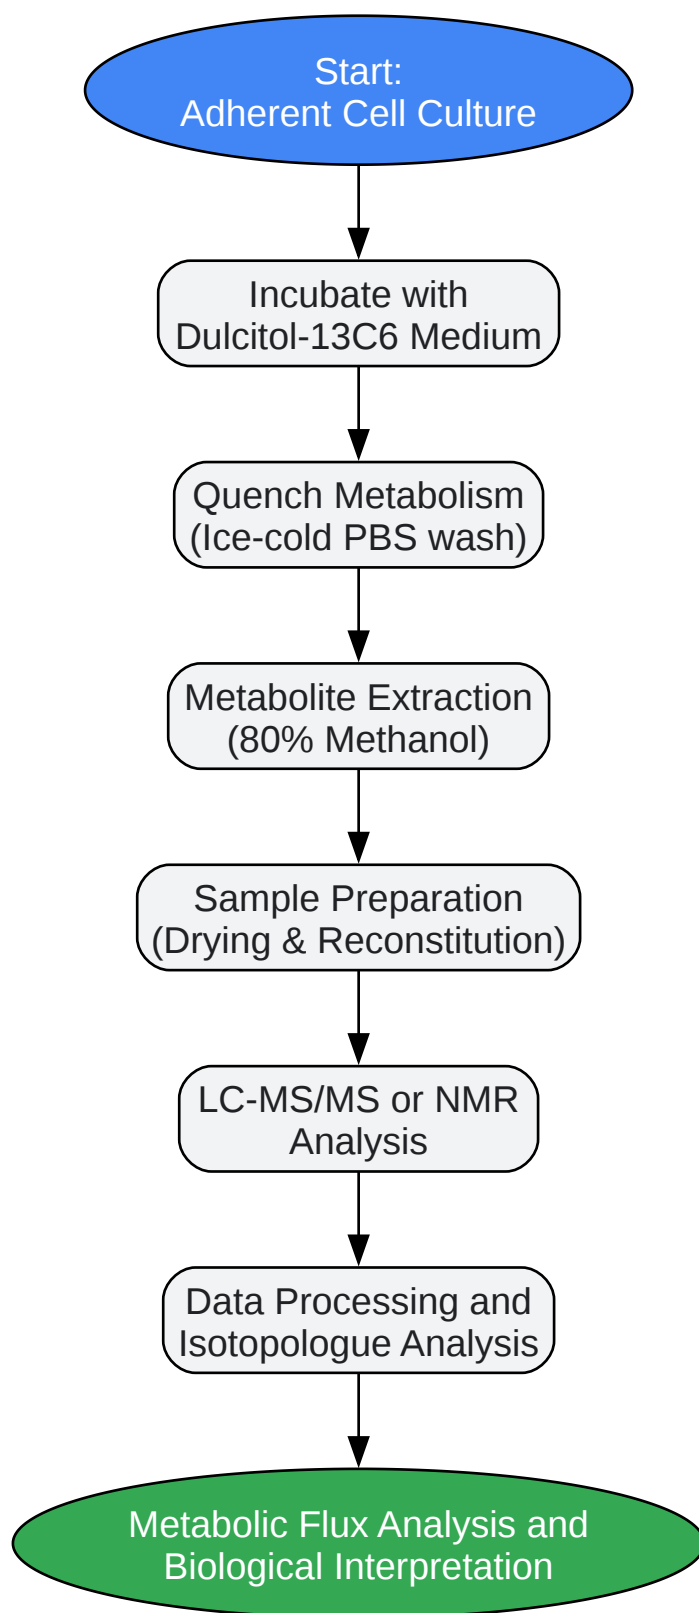 Start:
Adherent Cell Culture
Incubate with
Dulcitol-13C6 Medium
Quench Metabolism
(Ice-cold PBS wash)
Metabolite Extraction
(80% Methanol)
Sample Preparation
(Drying & Reconstitution)
LC-MS/MS or NMR
Analysis
Data Processing and
Isotopologue Analysis
Metabolic Flux Analysis and
Biological Interpretation